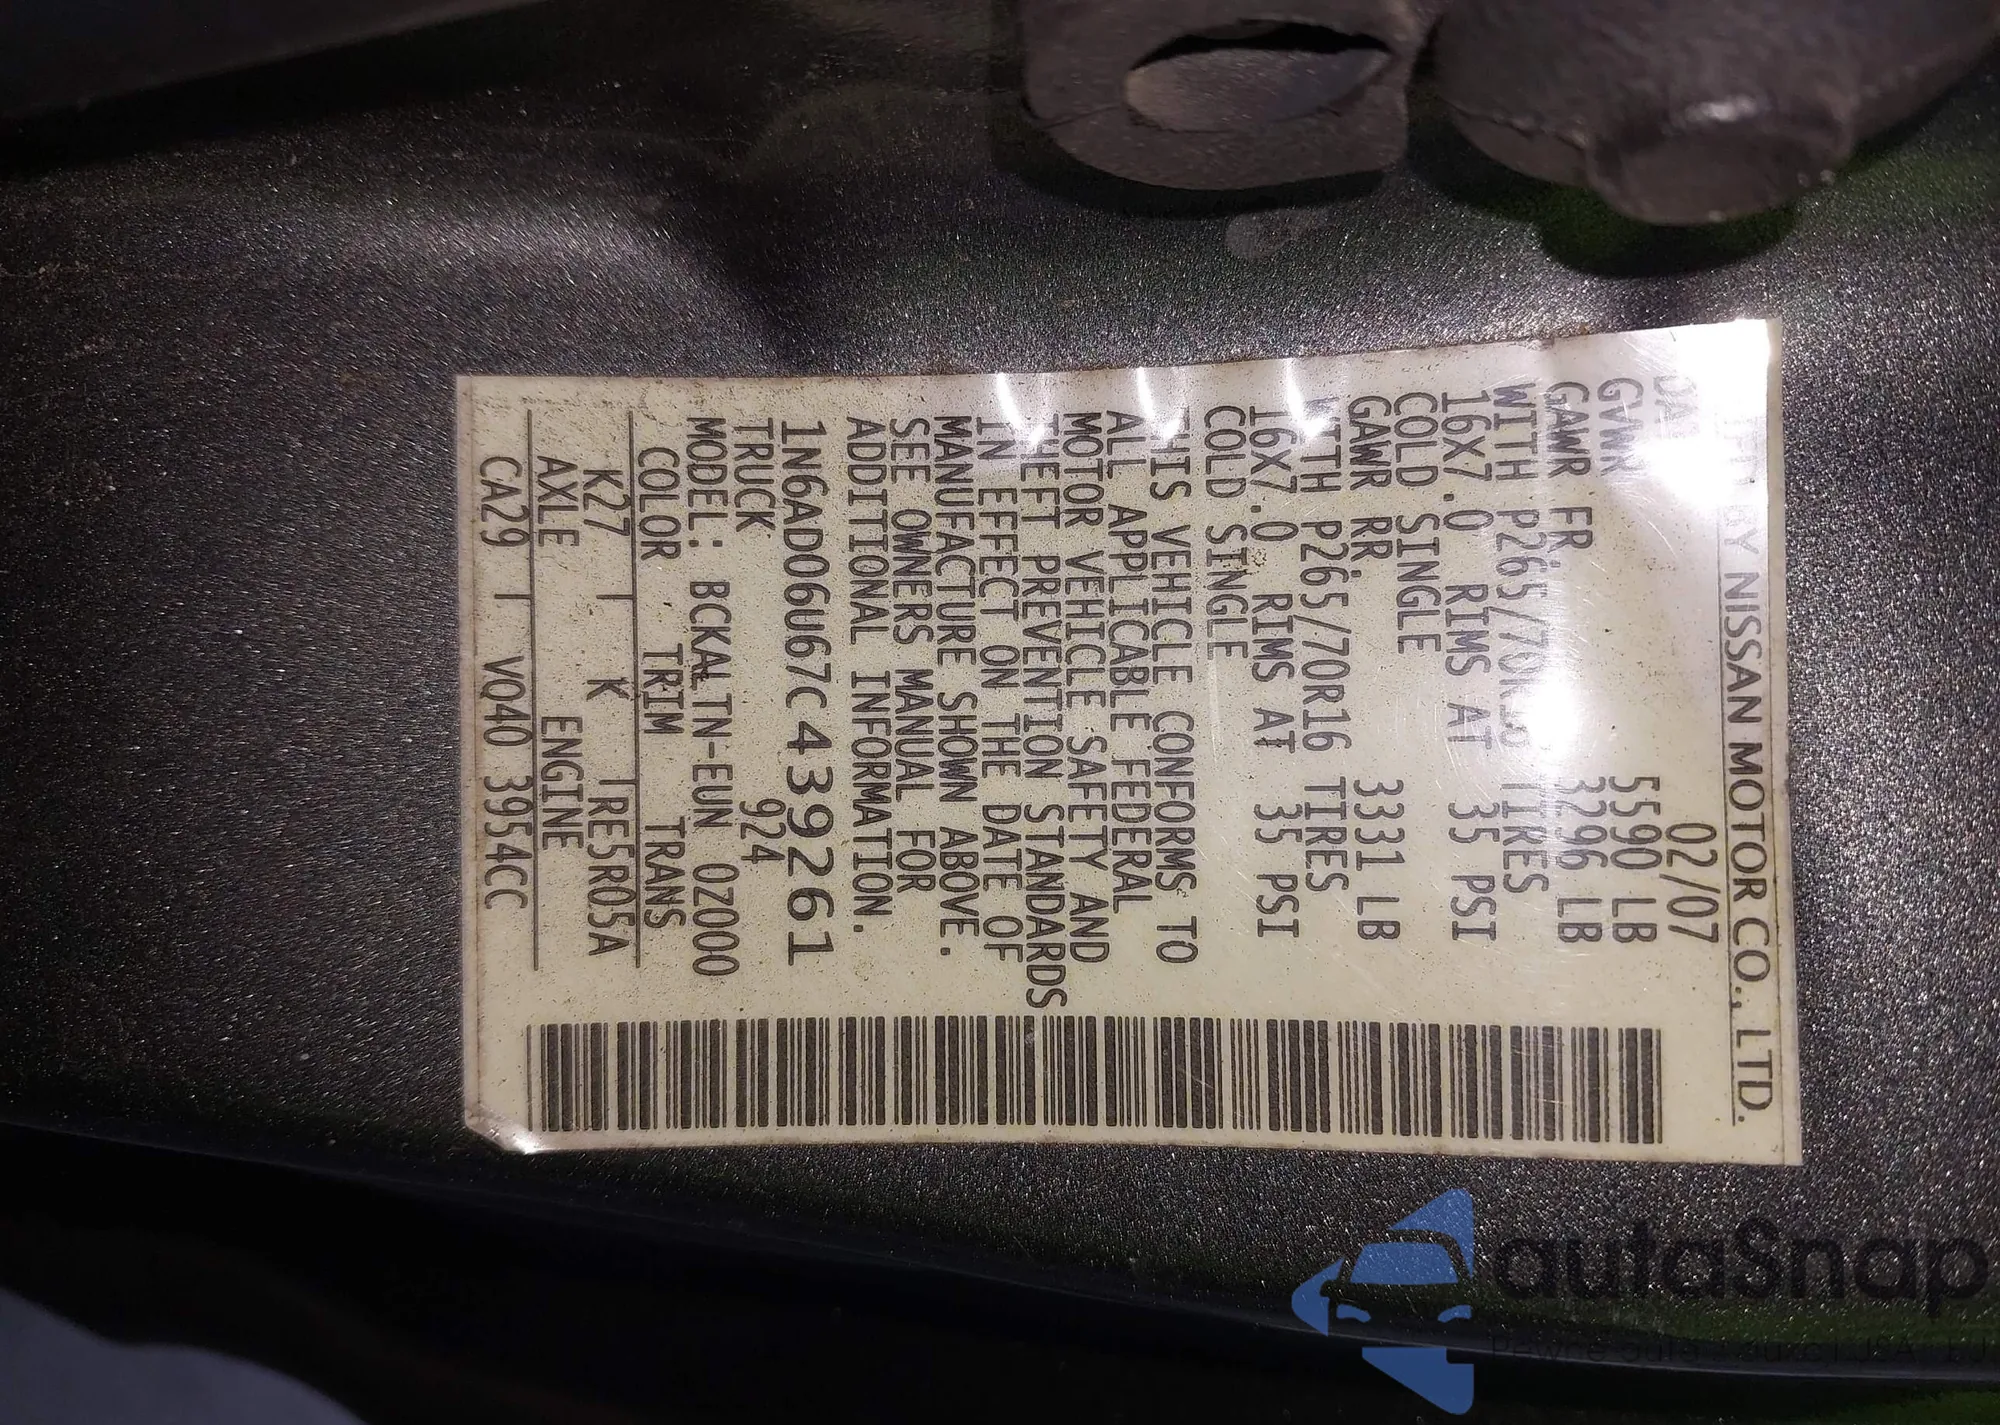 NISSAN MOTOR CO., LTD.
02/07
GVWR 5590 LB
GAWR FR. 3296 LB
WITH TIRES
16X7.0 RIMS AT 35 PSI
COLD SINGLE
GAWR RR. 3331 LB
WITH P265/70R16 TIRES
16X7.0 RIMS AT 35 PSI
COLD SINGLE
THIS VEHICLE CONFORMS TO
ALL APPLICABLE FEDERAL
MOTOR VEHICLE SAFETY AND
THEFT PREVENTION STANDARDS
IN EFFECT ON THE DATE OF
MANUFACTURE SHOWN ABOVE.
SEE OWNERS MANUAL FOR
ADDITIONAL INFORMATION.
1N6AD06U67C439261
TRUCK 924
MODEL: BCKALTN-EUN 0Z000
COLOR TRIM TRANS
K27 T K TRE5R05A
AXLE ENGINE
CA29 T VQ40 3954CC
autaSnap
Pewne auta